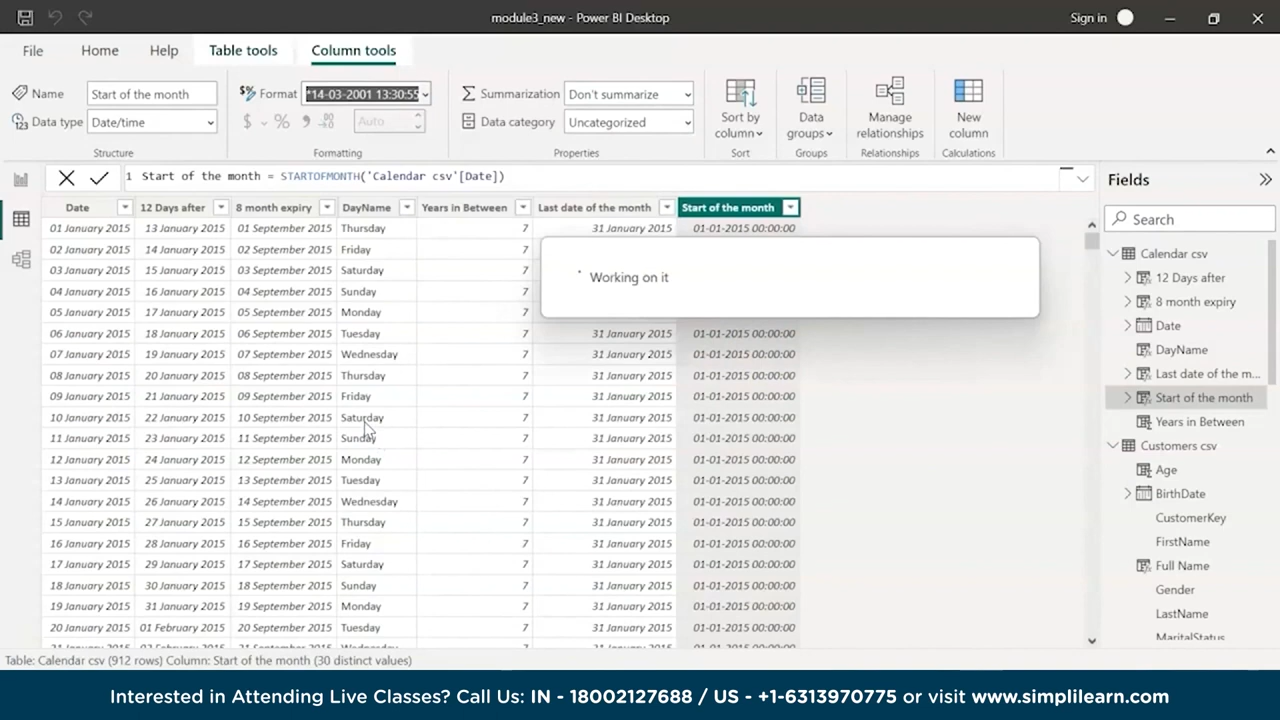 module3_new - Power BI Desktop
Sign in
File Home Help Table tools Column tools
Name Start of the month Format *14-03-2001 13:30:55 Summarization Don't summarize
Data type Date/time $ % Auto Data category Uncategorized
Sort by column Data groups Manage relationships New column
Structure Formatting Properties Sort Groups Relationships Calculations
1 Start of the month = STARTOFMONTH('Calendar csv'[Date])
Date 12 Days after 8 month expiry DayName Years in Between Last date of the month Start of the month
01 January 2015 13 January 2015 01 September 2015 Thursday 7 31 January 2015 01-01-2015 00:00:00
02 January 2015 14 January 2015 02 September 2015 Friday 7
03 January 2015 15 January 2015 03 September 2015 Saturday 7
04 January 2015 16 January 2015 04 September 2015 Sunday 7
05 January 2015 17 January 2015 05 September 2015 Monday 7
06 January 2015 18 January 2015 06 September 2015 Tuesday 7 31 January 2015 01-01-2015 00:00:00
07 January 2015 19 January 2015 07 September 2015 Wednesday 7 31 January 2015 01-01-2015 00:00:00
08 January 2015 20 January 2015 08 September 2015 Thursday 7 31 January 2015 01-01-2015 00:00:00
09 January 2015 21 January 2015 09 September 2015 Friday 7 31 January 2015 01-01-2015 00:00:00
10 January 2015 22 January 2015 10 September 2015 Saturday 7 31 January 2015 01-01-2015 00:00:00
11 January 2015 23 January 2015 11 September 2015 Sunday 7 31 January 2015 01-01-2015 00:00:00
12 January 2015 24 January 2015 12 September 2015 Monday 7 31 January 2015 01-01-2015 00:00:00
13 January 2015 25 January 2015 13 September 2015 Tuesday 7 31 January 2015 01-01-2015 00:00:00
14 January 2015 26 January 2015 14 September 2015 Wednesday 7 31 January 2015 01-01-2015 00:00:00
15 January 2015 27 January 2015 15 September 2015 Thursday 7 31 January 2015 01-01-2015 00:00:00
16 January 2015 28 January 2015 16 September 2015 Friday 7 31 January 2015 01-01-2015 00:00:00
17 January 2015 29 January 2015 17 September 2015 Saturday 7 31 January 2015 01-01-2015 00:00:00
18 January 2015 30 January 2015 18 September 2015 Sunday 7 31 January 2015 01-01-2015 00:00:00
19 January 2015 31 January 2015 19 September 2015 Monday 7 31 January 2015 01-01-2015 00:00:00
20 January 2015 01 February 2015 20 September 2015 Tuesday 7 31 January 2015 01-01-2015 00:00:00
Working on it
Fields
Search
Calendar csv
12 Days after
8 month expiry
Date
DayName
Last date of the m...
Start of the month
Years in Between
Customers csv
Age
BirthDate
CustomerKey
FirstName
Full Name
Gender
LastName
MaritalStatus
Table: Calendar csv (912 rows) Column: Start of the month (30 distinct values)
Interested in Attending Live Classes? Call Us: IN - 18002127688 / US - +1-6313970775 or visit www.simplilearn.com